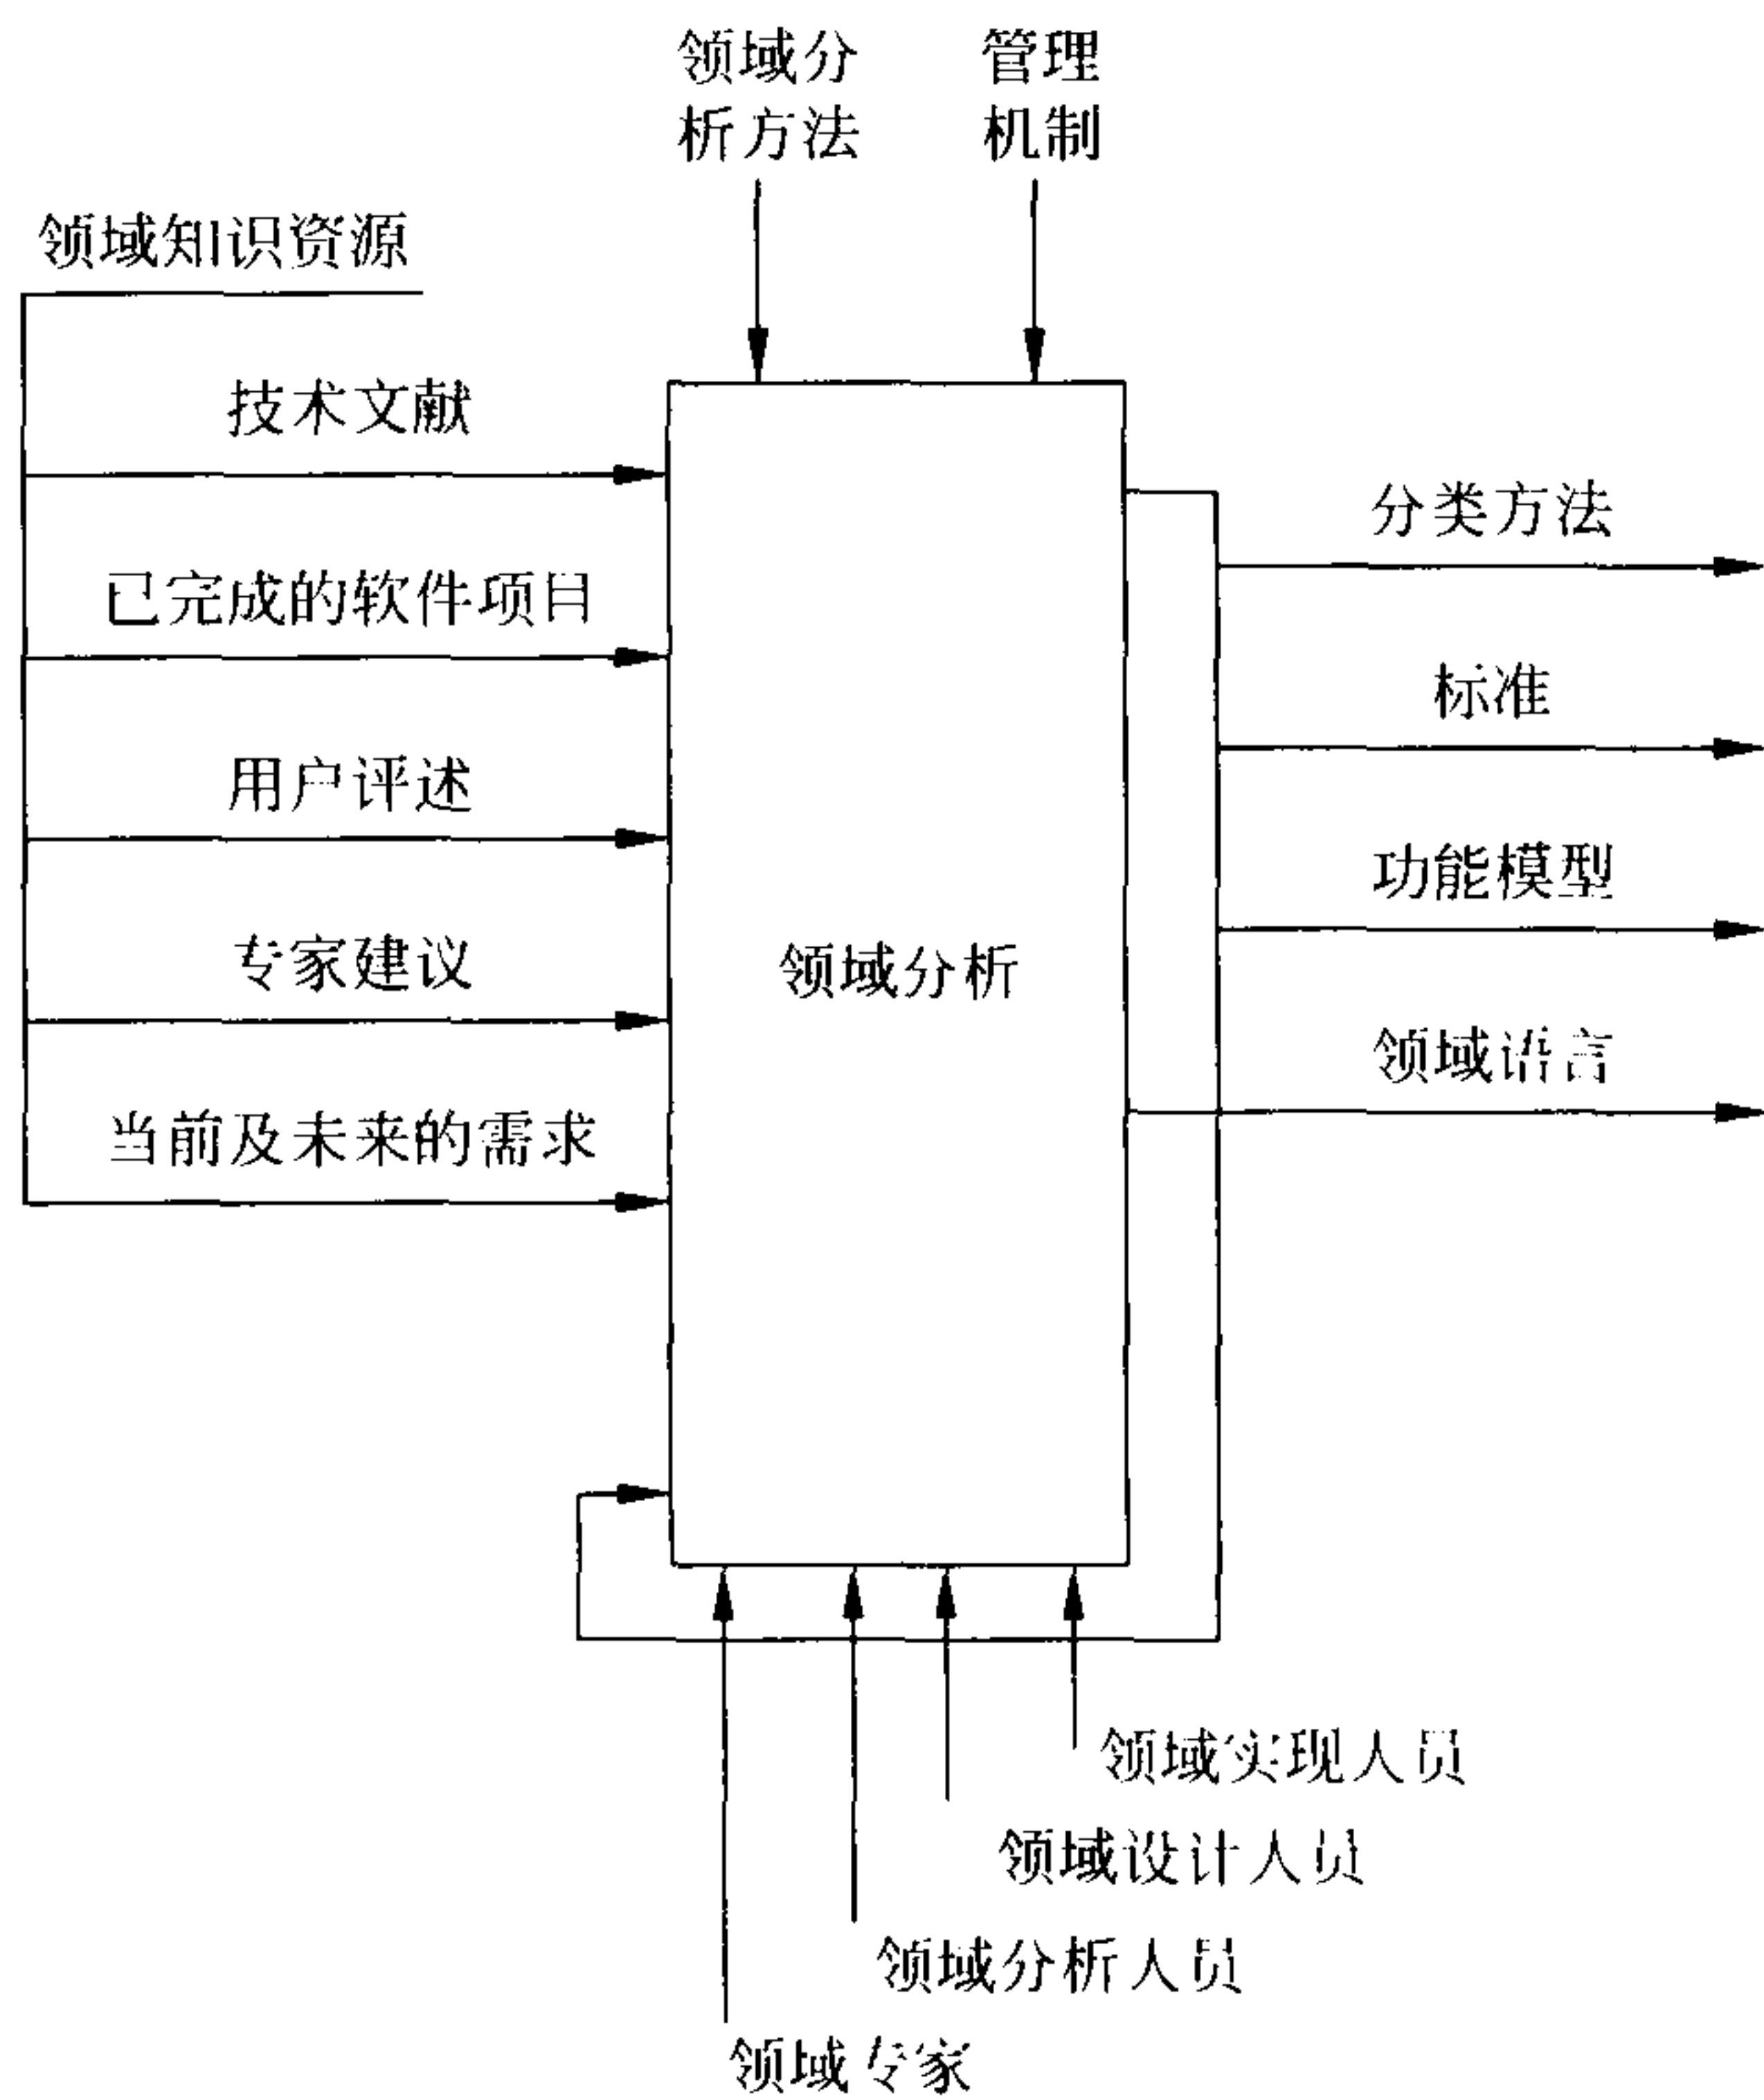 领域分
析方法
管理
机制
领域知识资源
技术文献
已完成的软件项目
用户评述
专家建议
当前及未来的需求
领域分析
分类方法
标准
功能模型
领域语言
领域实现人员
领域设计人员
领域分析人员
领域专家